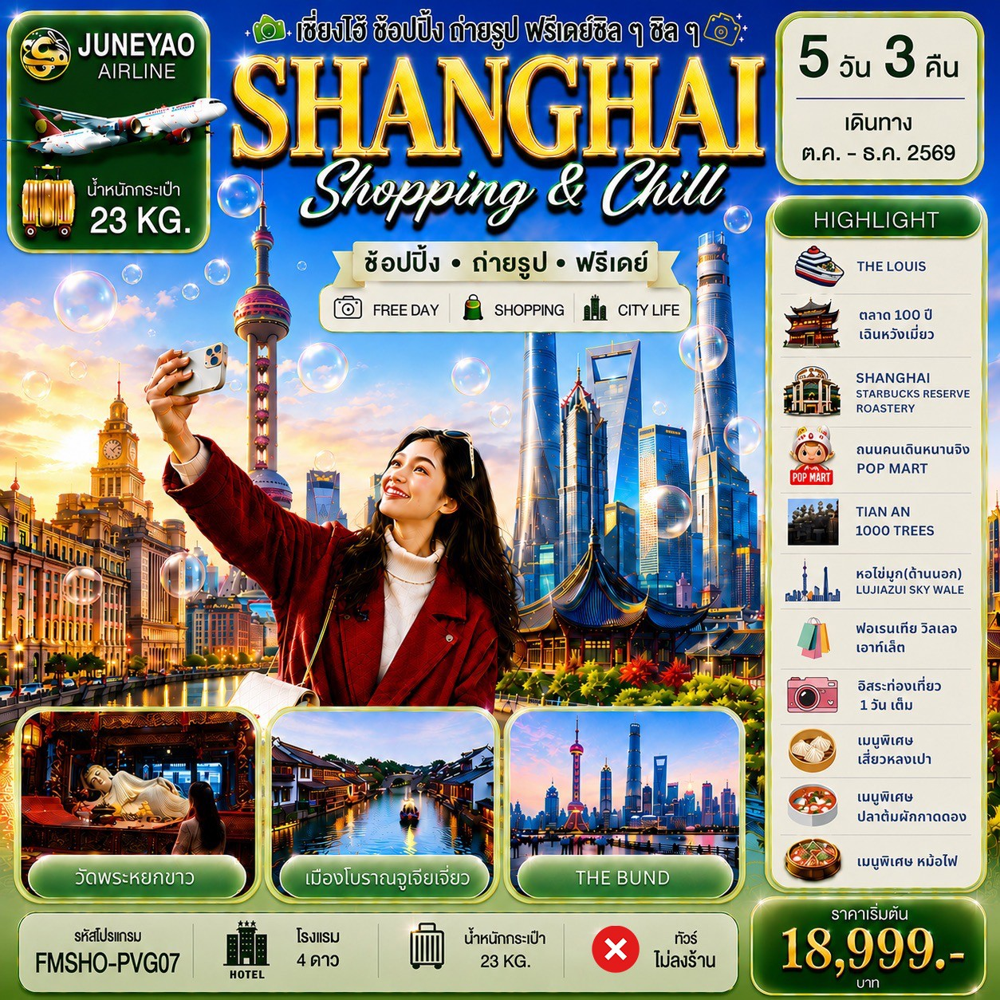 JUNEYAO
AIRLINE
น้ำหนักกระเป๋า
23 KG.
เซี่ยงไฮ้ ช้อปปิ้ง ถ่ายรูป ฟรีเดย์ชิล ๆ ชิล ๆ
SHANGHAI
Shopping & Chill
ช้อปปิ้ง • ถ่ายรูป • ฟรีเดย์
FREE DAY
SHOPPING
CITY LIFE
5 วัน 3 คืน
เดินทาง
ต.ค. - ธ.ค. 2569
HIGHLIGHT
THE LOUIS
ตลาด 100 ปี
เฉินหวังเมี่ยว
SHANGHAI
STARBUCKS RESERVE
ROASTERY
POP MART
ถนนคนเดินหนานจิง
POP MART
TIAN AN
1000 TREES
หอไข่มุก(ด้านนอก)
LUJIAZUI SKY WALE
ฟอเรนเทีย วิลเลจ
เอาท์เล็ต
อิสระท่องเที่ยว
1 วัน เต็ม
เมนูพิเศษ
เสี่ยวหลงเปา
เนนูพิเศษ
ปลาต้มผักกาดดอง
เมนูพิเศษ หม้อไฟ
วัดพระหยกขาว
เมืองโบราณจูเจียเจี่ยว
THE BUND
รหัสโปรแกรม
FMSHO-PVG07
HOTEL
โรงแรม
4 ดาว
น้ำหนักกระเป๋า
23 KG.
ทัวร์
ไม่ลงร้าน
ราคาเริ่มต้น
18,999.-
บาท